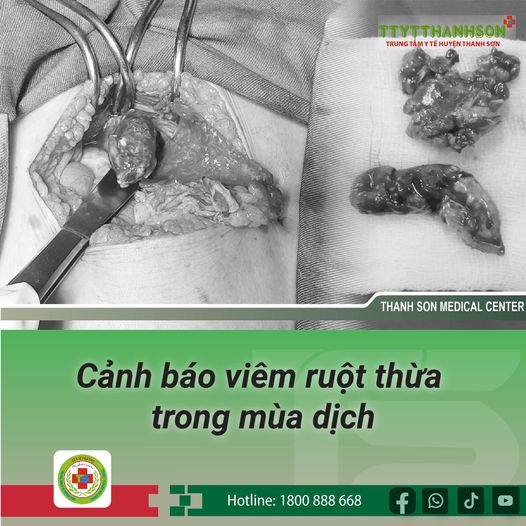 TTYTTHANHSON
TRUNG TÂM Y TẾ HUYỆN THANH SƠN
THANH SON MEDICAL CENTER
Cảnh báo viêm ruột thừa
trong mùa dịch
Hotline: 1800 888 668